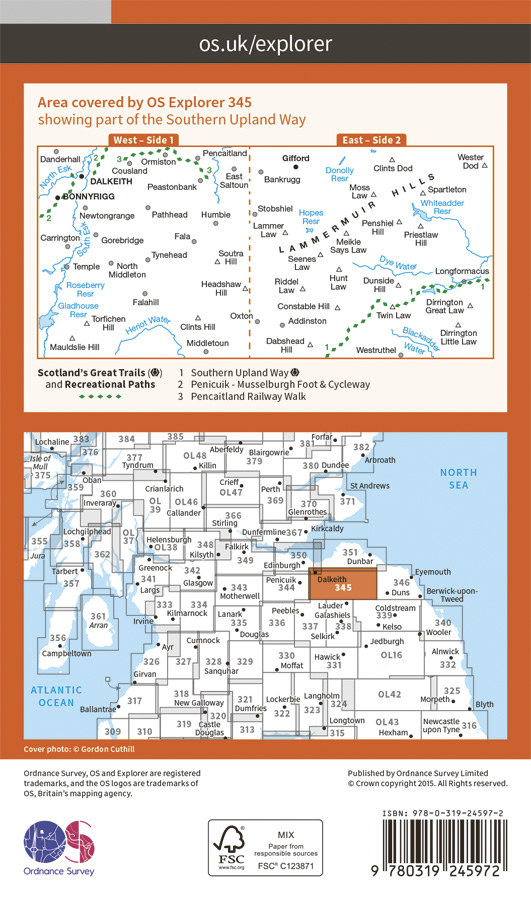 os.uk/explorer
Area covered by OS Explorer 345
showing part of the Southern Upland Way
West – Side 1
East – Side 2
Danderhall
2
3
Ormiston
Pencaitland
Cousland
3
North Esk
DALKEITH
Peastonbank
East
Saltoun
BONNYRIGG
2
Newtongrange
Pathhead
Humbie
South Esk
Carrington
Gorebridge
Fala
Tynehead
Soutra
Hill
Temple
North
Middleton
Headshaw
Hill
Roseberry
Resr
Gladhouse
Resr
Falahill
Torfichen
Hill
Heriot Water
Clints Hill
Oxton
Mauldslie Hill
Middletoun
Gifford
Donolly
Resr
Clints Dod
Wester
Dod
Bankrugg
Moss
Law
Spartleton
LAMMERMUIR HILLS
Stobshiel
Hopes
Resr
Whiteadder
Resr
Lammer
Law
Penshiel
Hill
Priestlaw
Hill
Meikle
Says Law
Seenes
Law
Dye Water
Longformacus
Riddel
Law
Hunt
Law
Dunside
Hill
1
Constable Hill
Twin Law
Dirrington
Great Law
Addinston
Dirrington
Little Law
Dabshead
Hill
1
Westruther
Blackadder
Water
Scotland's Great Trails
and Recreational Paths
1 Southern Upland Way
2 Penicuik - Musselburgh Foot & Cycleway
3 Pencaitland Railway Walk
Lochaline
383
384
385
381
Forfar
382
376
Isle of
Mull
375
377
Tyndrum
OL48
Killin
Aberfeldy
379
Blairgowrie
380
Dundee
Arbroath
NORTH
SEA
Oban
359
Crianlarich
Crieff
OL47
Perth
369
St Andrews
371
360
Inveraray
OL
39
OL46
Callander
370
Glenrothes
366
Stirling
Dunfermline
367
Kirkcaldy
Lochgilphead
358
355
Jura
362
OL
37
Helensburgh
OL38
348
Kilsyth
Falkirk
349
350
Edinburgh
351
Dunbar
Tarbert
357
Greenock
341
Largs
342
Glasgow
343
Motherwell
Penicuik
344
Dalkeith
345
346
Duns
Eyemouth
Berwick-upon-
Tweed
361
Arran
333
Irvine
334
Kilmarnock
Lanark
335
Peebles
336
337
Lauder
Galashiels
338
Selkirk
Coldstream
339
Kelso
340
Wooler
356
Campbeltown
Ayr
Cumnock
Douglas
Jedburgh
OL16
326
327
328
Sanquhar
329
330
Moffat
Hawick
331
Alnwick
332
Girvan
ATLANTIC
OCEAN
Ballantrae
317
318
New Galloway
321
Dumfries
Lockerbie
322
Langholm
323
324
OL42
325
Morpeth
Blyth
309
310
319
320
Castle
Douglas
313
Longtown
315
OL43
Hexham
Newcastle
upon Tyne
316
Cover photo: © Gordon Cuthill
Ordnance Survey, OS and Explorer are registered
trademarks, and the OS logos are trademarks of
OS, Britain's mapping agency.
Published by Ordnance Survey Limited
© Crown copyright 2015. All Rights reserved.
OS
Ordnance Survey
FSC
www.fsc.org
MIX
Paper from
responsible sources
FSC® C123871
ISBN: 978-0-319-24597-2
9 780319 245972